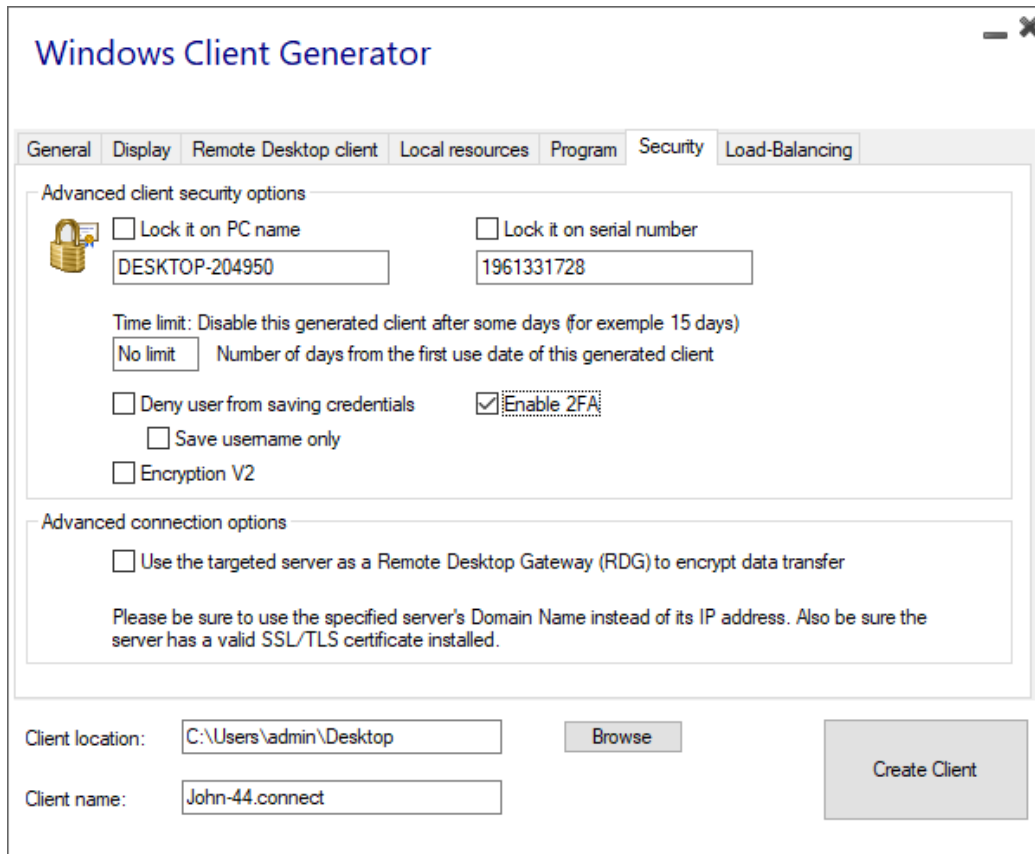 Windows Client Generator
General Display Remote Desktop client Local resources Program Security Load-Balancing
Advanced client security options
Lock it on PC name Lock it on serial number
DESKTOP-204950 1961331728
Time limit: Disable this generated client after some days (for exemple 15 days)
No limit Number of days from the first use date of this generated client
Deny user from saving credentials Enable 2FA
Save username only
Encryption V2
Advanced connection options
Use the targeted server as a Remote Desktop Gateway (RDG) to encrypt data transfer
Please be sure to use the specified server's Domain Name instead of its IP address. Also be sure the
server has a valid SSL/TLS certificate installed.
Client location: C:\Users\admin\Desktop Browse
Create Client
Client name: John-44.connect